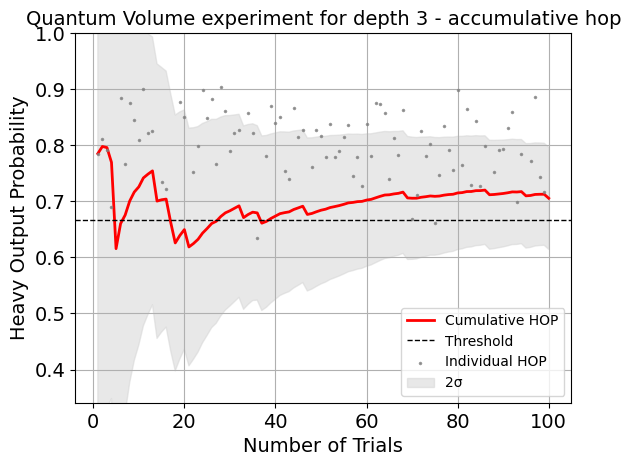 Quantum Volume experiment for depth 3 - accumulative hop
Heavy Output Probability
1.0
0.9
0.8
0.7
0.6
0.5
0.4
0
20
40
60
80
100
Number of Trials
Cumulative HOP
Threshold
Individual HOP
2σ